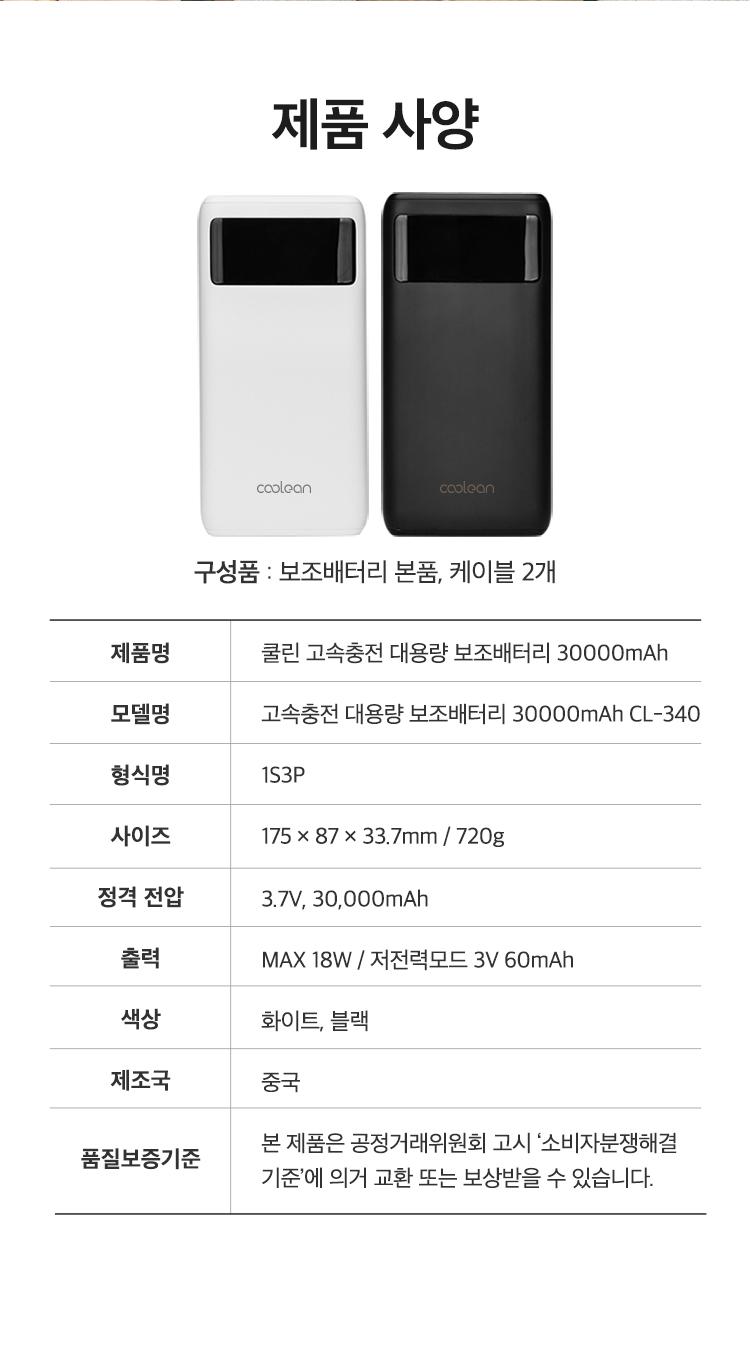 제품 사양
coolean
coolean
구성품 : 보조배터리 본품, 케이블 2개
제품명 쿨린 고속충전 대용량 보조배터리 30000mAh
모델명 고속충전 대용량 보조배터리 30000mAh CL-340
형식명 1S3P
사이즈 175 × 87 × 33.7mm / 720g
정격 전압 3.7V, 30,000mAh
출력 MAX 18W / 저전력모드 3V 60mAh
색상 화이트, 블랙
제조국 중국
품질보증기준 본 제품은 공정거래위원회 고시 ‘소비자분쟁해결
기준’에 의거 교환 또는 보상받을 수 있습니다.